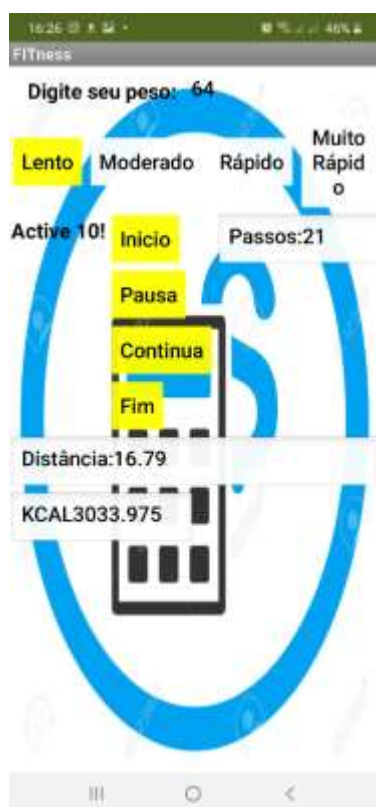 16:26
46%
FITness
Digite seu peso: 64
Lento Moderado Rápido Muito
Rápid
o
Active 10! Inicio Passos:21
Pausa
Continua
Fim
Distância:16.79
KCAL3033.975